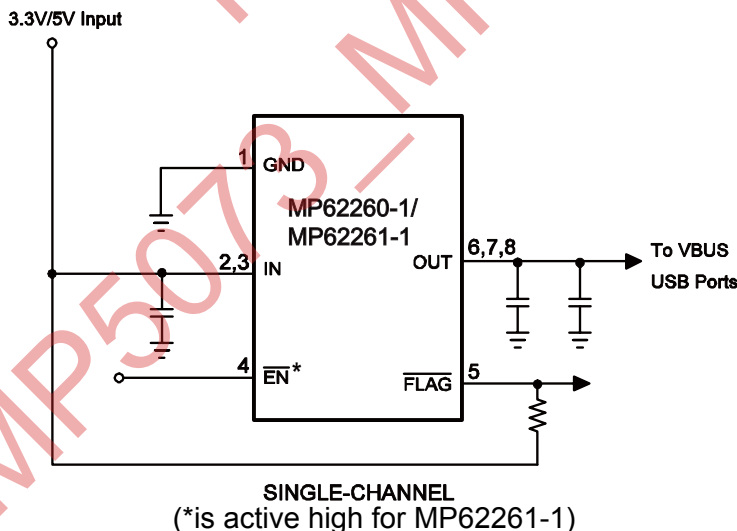 3.3V/5V Input
1
GND
MP62260-1/
MP62261-1
2,3
IN
OUT
6,7,8
To VBUS
USB Ports
4
EN*
FLAG
5
SINGLE-CHANNEL
(*is active high for MP62261-1)
MP5073_MP